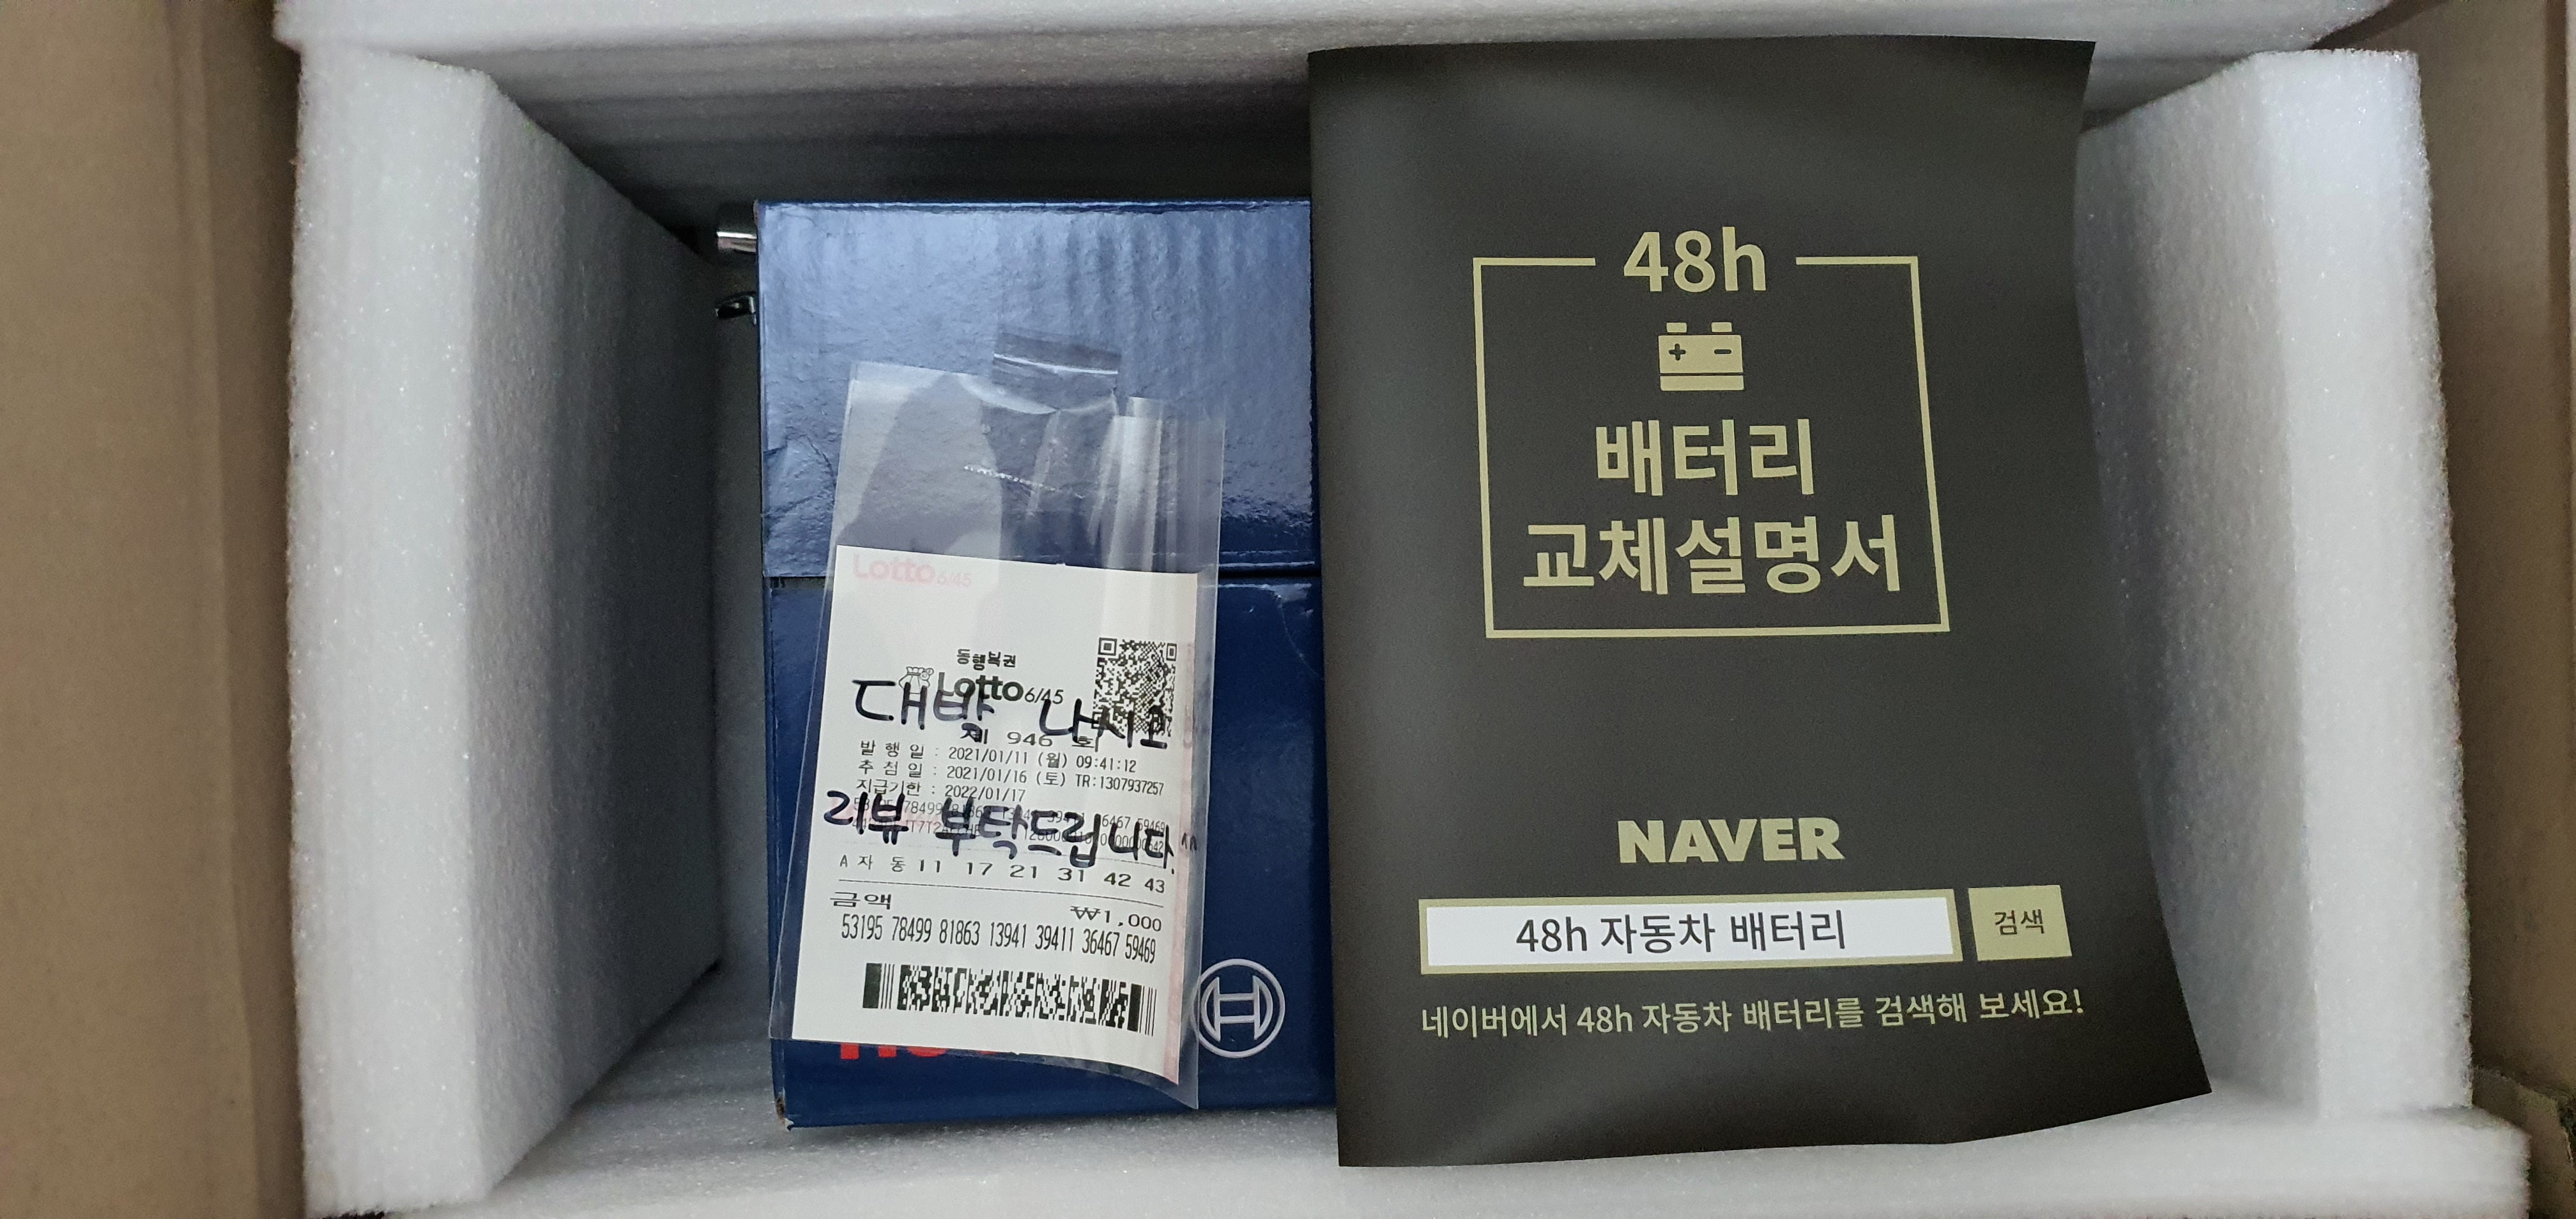 Lotto 6/45
동행복권
Lotto 6/45
대박 나시고
제 946 회
발 행 일 : 2021/01/11 (월) 09:41:12
추 첨 일 : 2021/01/16 (토) TR:1307937257
지급기한 : 2022/01/17
리뷰 부탁드립니다^^
A 자 동 11 17 21 31 42 43
금액 ₩1,000
53195 78499 81863 13941 39411 36467 59469
48h
배터리
교체설명서
NAVER
48h 자동차 배터리 검색
네이버에서 48h 자동차 배터리를 검색해 보세요!